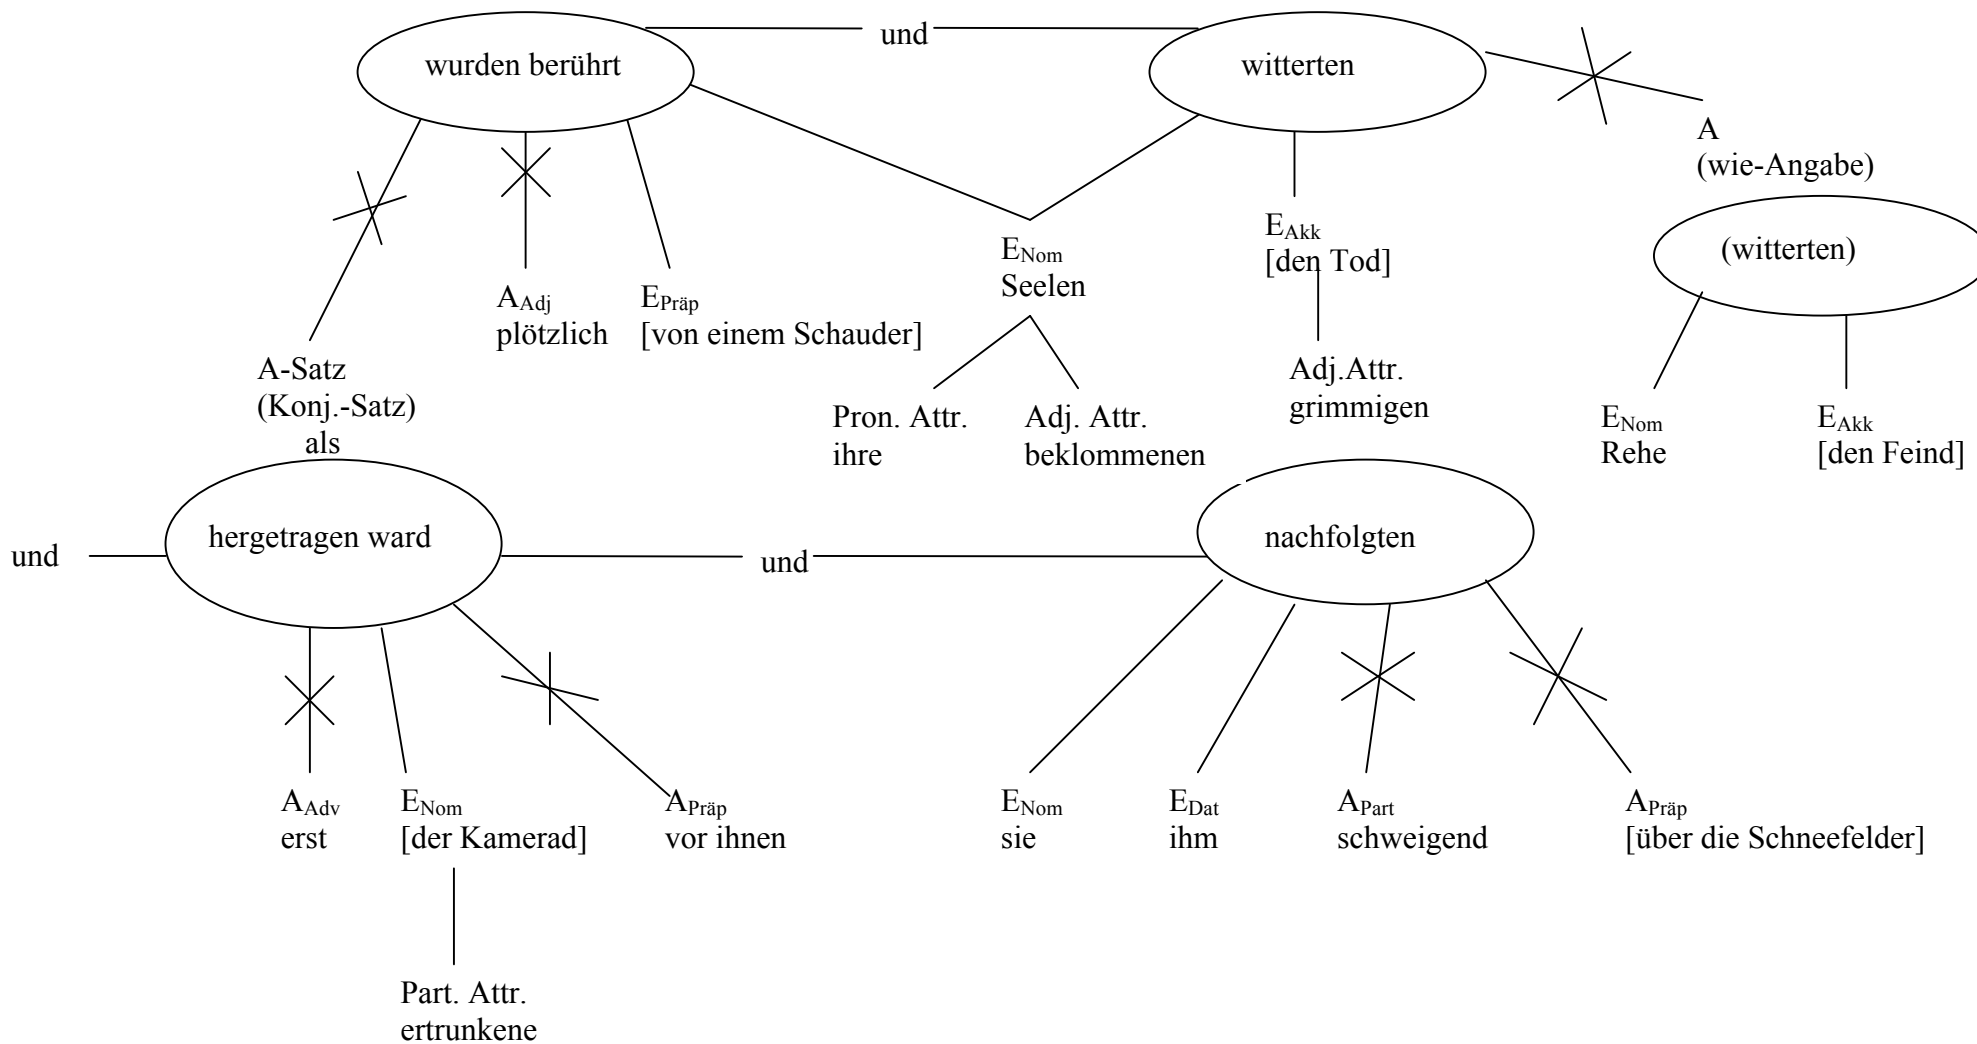 und
wurden berührt
witterten
A
(wie-Angabe)
E_Nom
Seelen
E_Akk
[den Tod]
(witterten)
A_Adj
plötzlich
E_Präp
[von einem Schauder]
A-Satz
(Konj.-Satz)
als
Pron. Attr.
ihre
Adj. Attr.
beklommenen
Adj.Attr.
grimmigen
E_Nom
Rehe
E_Akk
[den Feind]
und
hergetragen ward
und
nachfolgten
A_Adv
erst
E_Nom
[der Kamerad]
A_Präp
vor ihnen
E_Nom
sie
E_Dat
ihm
A_Part
schweigend
A_Präp
[über die Schneefelder]
Part. Attr.
ertrunkene